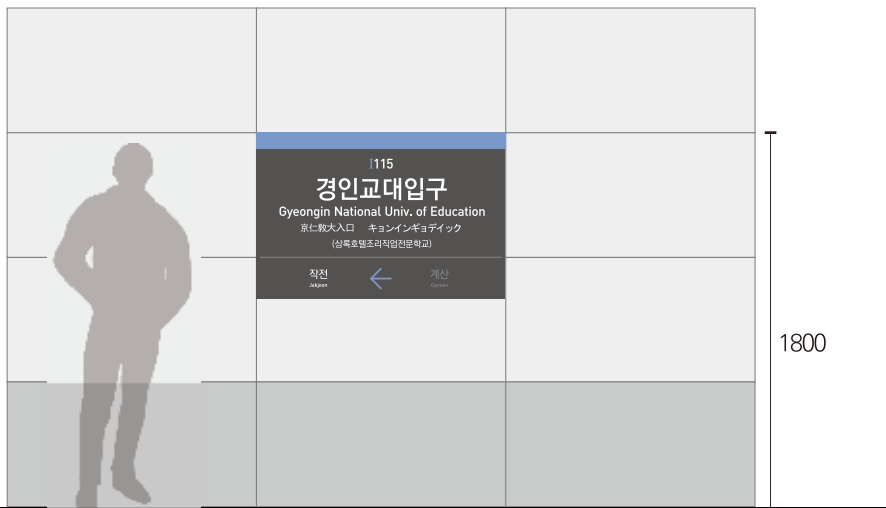 I115
경인교대입구
Gyeongin National Univ. of Education
京仁敎大入口 キョンインギョデイック
(상록호텔조리직업전문학교)
작전 ← 계산
Jakjeon Gyesan
1800